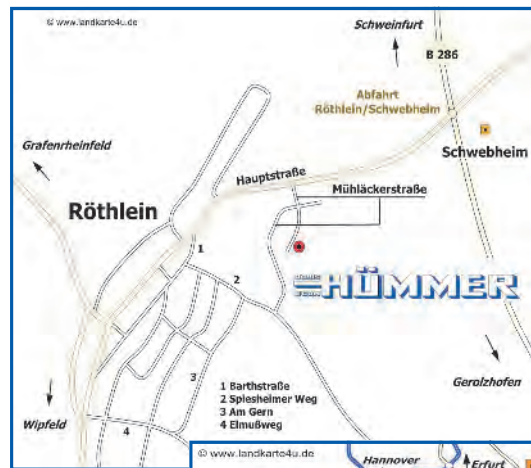 © www.landkarte4u.de
Schweinfurt
B 286
Abfahrt
Röthlein/Schwebheim
Grafenrheinfeld
Schwebheim
Hauptstraße
Mühläckerstraße
Röthlein
1
2
HÜMMER
3
1 Barthstraße
2 Spiesheimer Weg
3 Am Gern
4 Elmußweg
Gerolzhofen
Wipfeld
4
© www.landkarte4u.de
Hannover
Erfurt